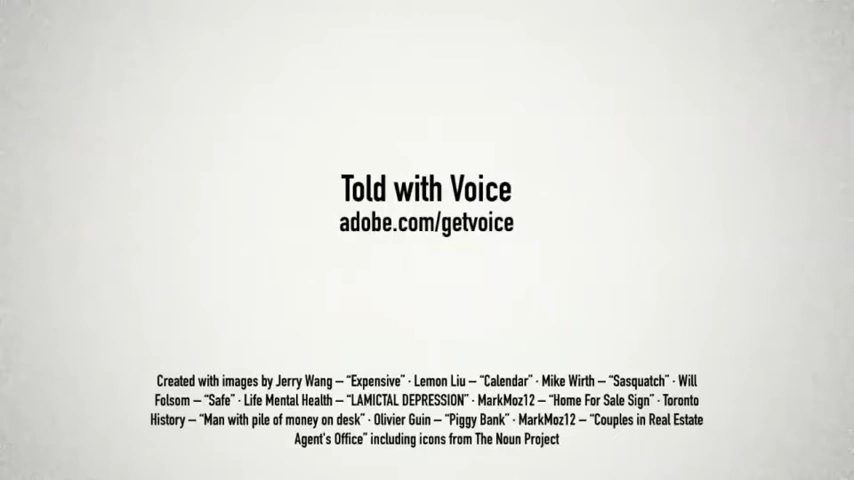 Told with Voice
adobe.com/getvoice
Created with images by Jerry Wang – “Expensive” · Lemon Liu – “Calendar” · Mike Wirth – “Sasquatch” · Will
Folsom – “Safe” · Life Mental Health – “LAMICTAL DEPRESSION” · MarkMoz12 – “Home For Sale Sign” · Toronto
History – “Man with pile of money on desk” · Olivier Guin – “Piggy Bank” · MarkMoz12 – “Couples in Real Estate
Agent's Office” including icons from The Noun Project